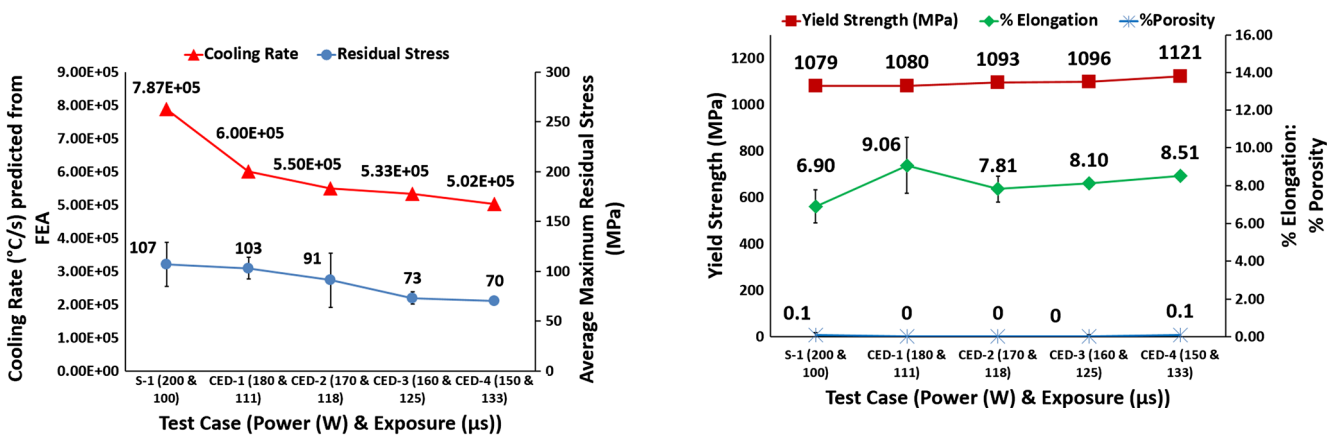 Cooling Rate
Residual Stress
Cooling Rate (°C/s) predicted from
FEA
9.00E+05
8.00E+05
7.00E+05
6.00E+05
5.00E+05
4.00E+05
3.00E+05
2.00E+05
1.00E+05
0.00E+00
7.87E+05
6.00E+05
5.50E+05
5.33E+05
5.02E+05
107
103
91
73
70
300
250
200
150
100
50
0
Average Maximum Residual Stress
(MPa)
S-1 (200 &
100)
CED-1 (180 &
111)
CED-2 (170 &
118)
CED-3 (160 &
125)
CED-4 (150 &
133)
Test Case (Power (W) & Exposure (µs))
Yield Strength (MPa)
% Elongation
%Porosity
Yield Strength (MPa)
1200
1000
800
600
400
200
0
1079
1080
1093
1096
1121
6.90
9.06
7.81
8.10
8.51
0.1
0
0
0
0.1
16.00
14.00
12.00
10.00
8.00
6.00
4.00
2.00
0.00
% Elongation:
% Porosity
S-1 (200 &
100)
CED-1 (180 &
111)
CED-2 (170 &
118)
CED-3 (160 &
125)
CED-4 (150 &
133)
Test Case (Power (W) & Exposure (µs))